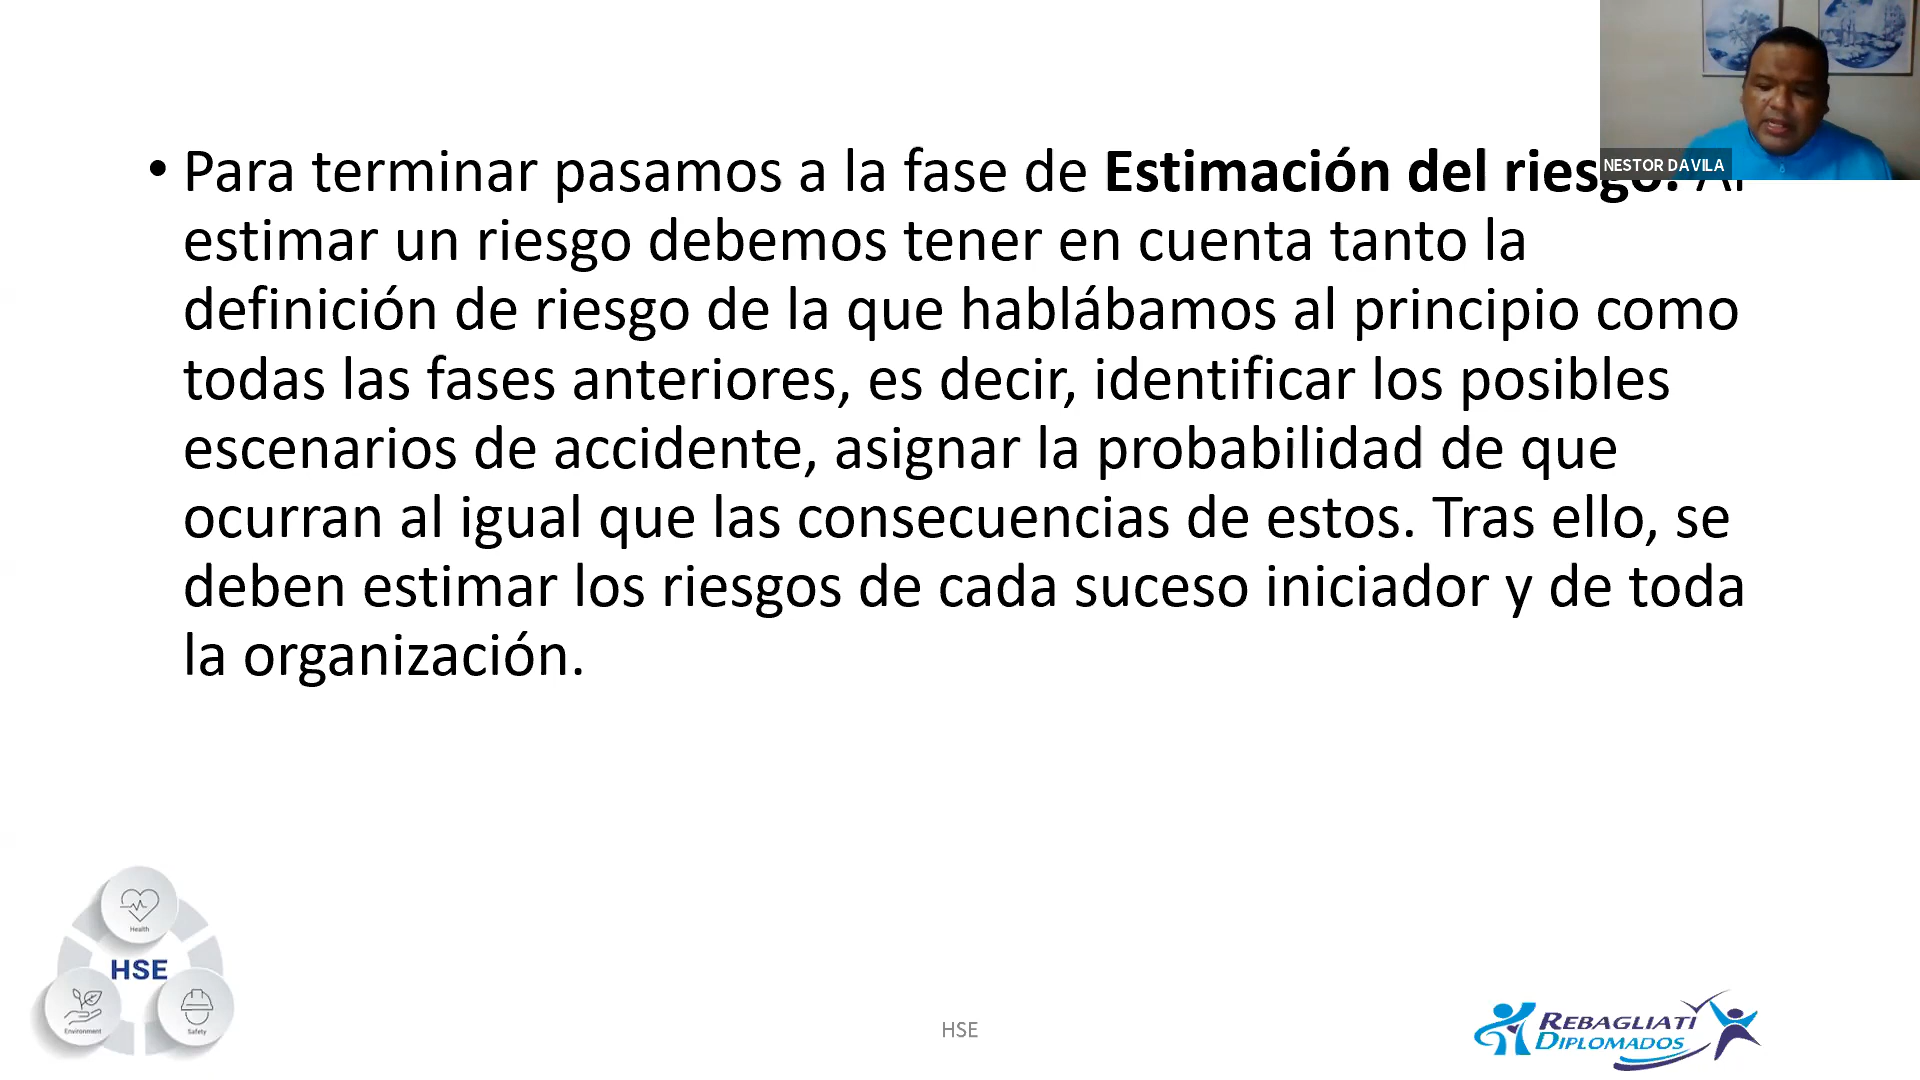 • Para terminar pasamos a la fase de Estimación del riesgo. Al
estimar un riesgo debemos tener en cuenta tanto la
definición de riesgo de la que hablábamos al principio como
todas las fases anteriores, es decir, identificar los posibles
escenarios de accidente, asignar la probabilidad de que
ocurran al igual que las consecuencias de estos. Tras ello, se
deben estimar los riesgos de cada suceso iniciador y de toda
la organización.
NESTOR DAVILA
Health
HSE
Environment
Safety
HSE
REBAGLIATI
DIPLOMADOS